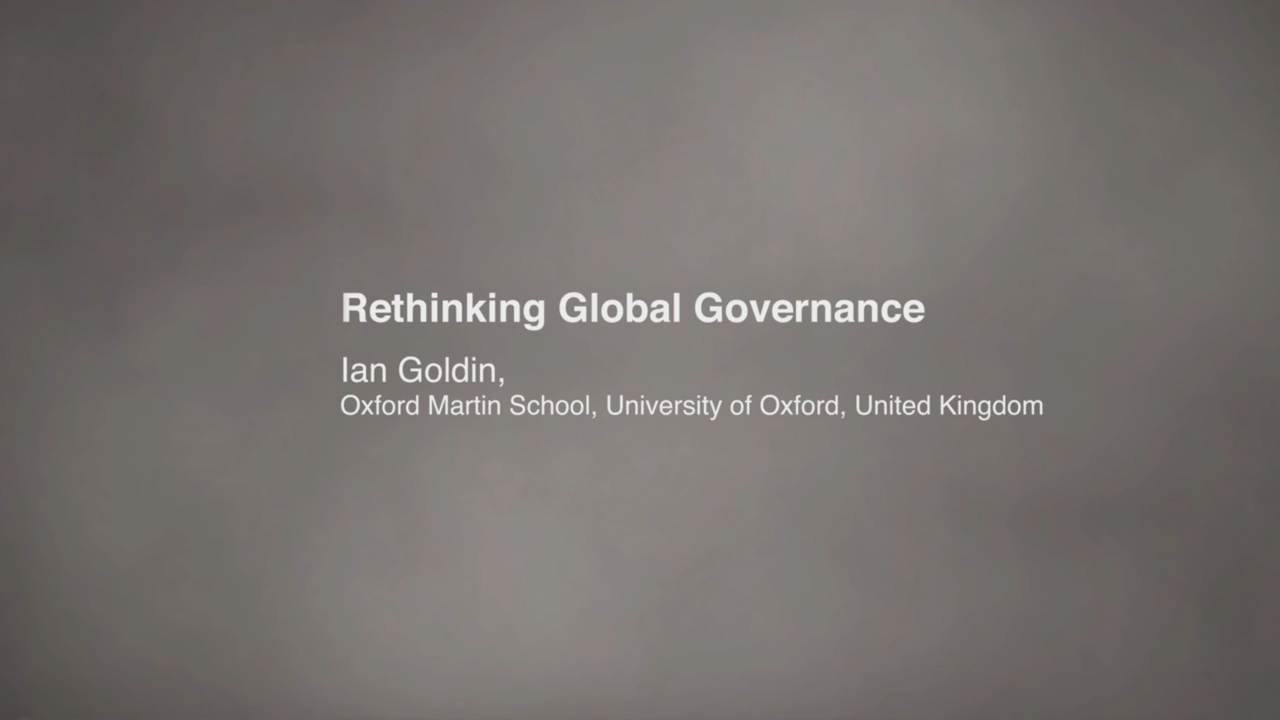 Rethinking Global Governance
Ian Goldin,
Oxford Martin School, University of Oxford, United Kingdom